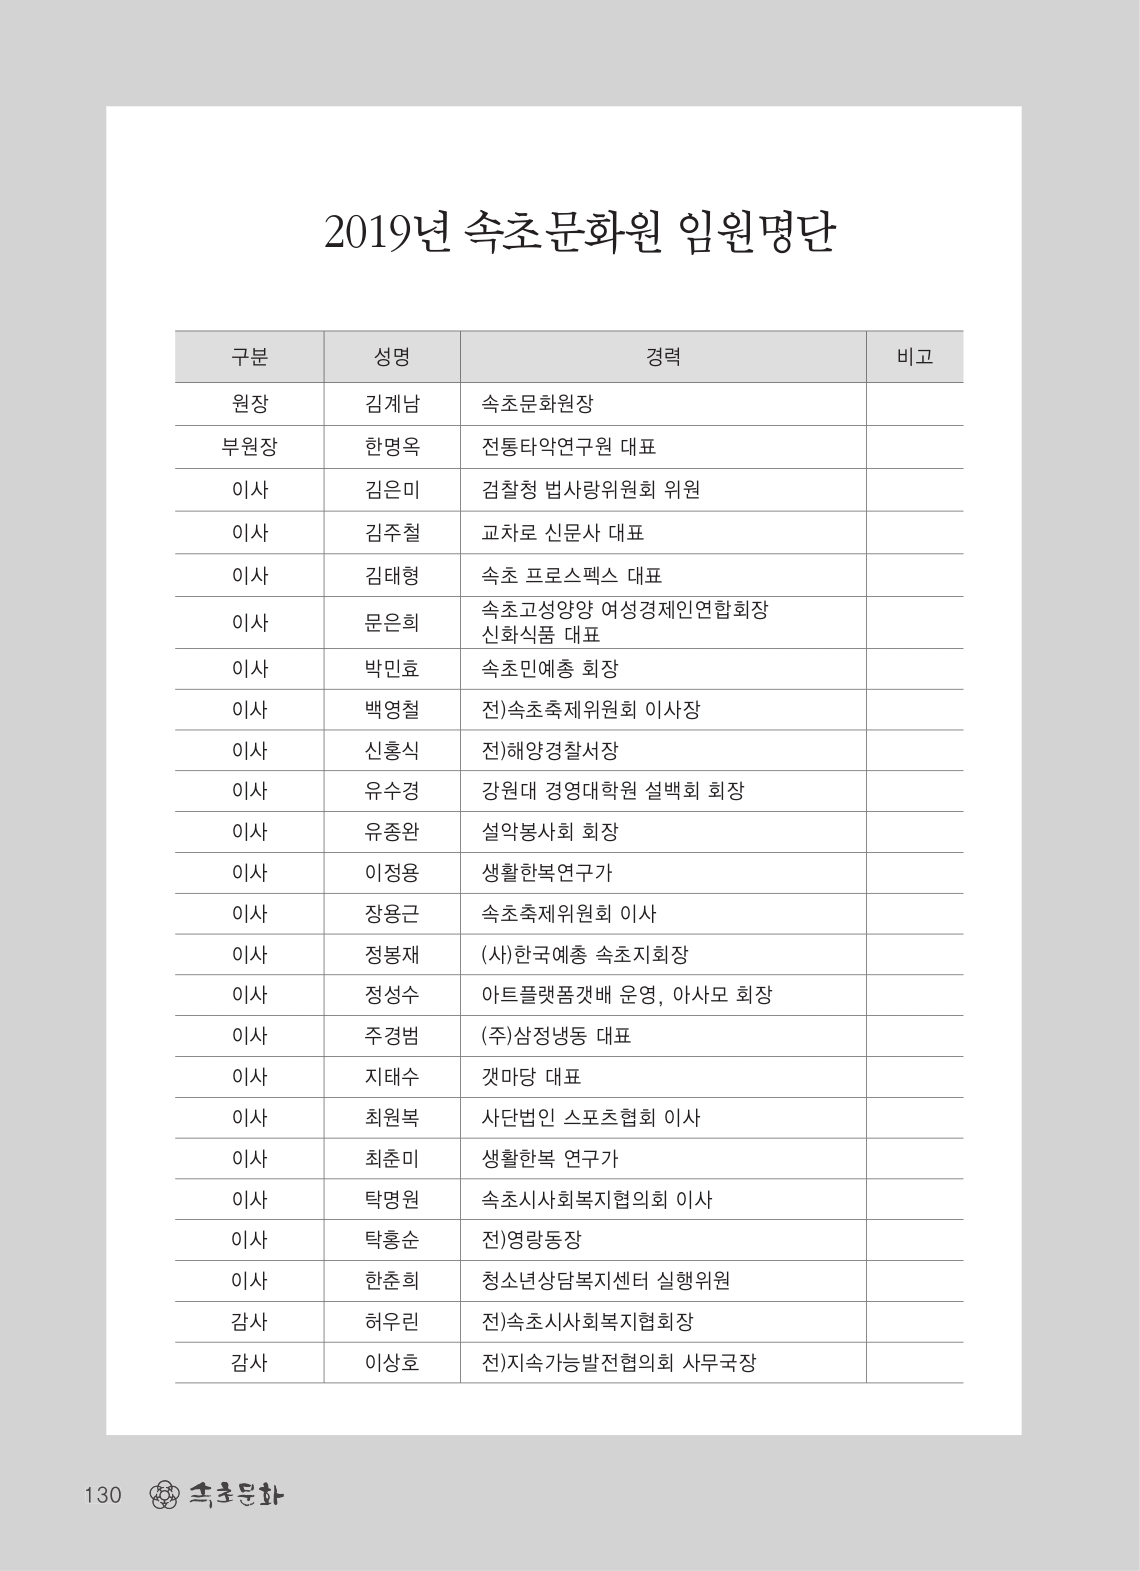 2019년 속초문화원 임원명단
구분 성명 경력 비고
원장 김계남 속초문화원장
부원장 한명옥 전통타악연구원 대표
이사 김은미 검찰청 법사랑위원회 위원
이사 김주철 교차로 신문사 대표
이사 김태형 속초 프로스펙스 대표
이사 문은희 속초고성양양 여성경제인연합회장
신화식품 대표
이사 박민효 속초민예총 회장
이사 백영철 전)속초축제위원회 이사장
이사 신홍식 전)해양경찰서장
이사 유수경 강원대 경영대학원 설백회 회장
이사 유종완 설악봉사회 회장
이사 이정용 생활한복연구가
이사 장용근 속초축제위원회 이사
이사 정봉재 (사)한국예총 속초지회장
이사 정성수 아트플랫폼갯배 운영, 아사모 회장
이사 주경범 (주)삼정냉동 대표
이사 지태수 갯마당 대표
이사 최원복 사단법인 스포츠협회 이사
이사 최춘미 생활한복 연구가
이사 탁명원 속초시사회복지협의회 이사
이사 탁홍순 전)영랑동장
이사 한춘희 청소년상담복지센터 실행위원
감사 허우린 전)속초시사회복지협회장
감사 이상호 전)지속가능발전협의회 사무국장
130 속초문화